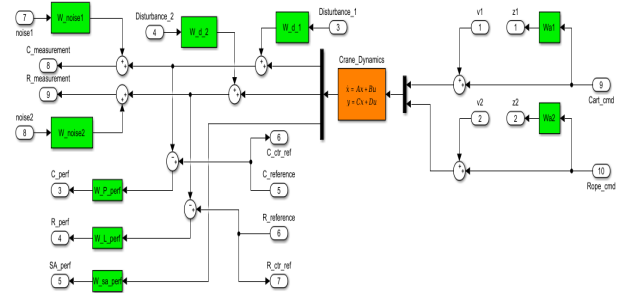 7
noise1
W_noise1
Disturbance_2
4
W_d_2
Disturbance_1
3
W_d_1
v1
1
z1
1
Wa1
C_measurement
8
R_measurement
9
Crane_Dynamics
ẋ = Ax + Bu
y = Cx + Du
9
Cart_cmd
noise2
8
W_noise2
v2
2
z2
2
Wa2
6
C_ctr_ref
C_perf
3
W_P_perf
C_reference
5
10
Rope_cmd
R_perf
4
W_L_perf
R_reference
6
SA_perf
5
W_sa_perf
R_ctr_ref
7